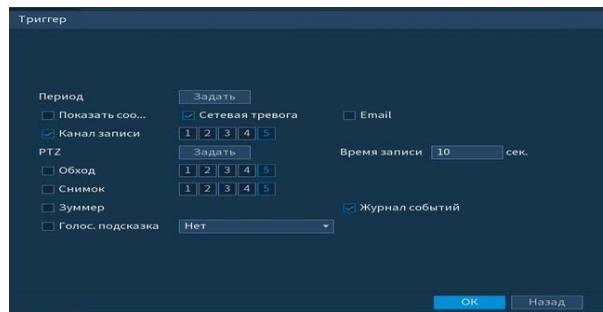 Триггер
Период Задать
Показать соо... Сетевая тревога Email
Канал записи 1 2 3 4 5
PTZ Задать Время записи 10 сек.
Обход 1 2 3 4 5
Снимок 1 2 3 4 5
Зуммер Журнал событий
Голос. подсказка Нет
ОК Назад